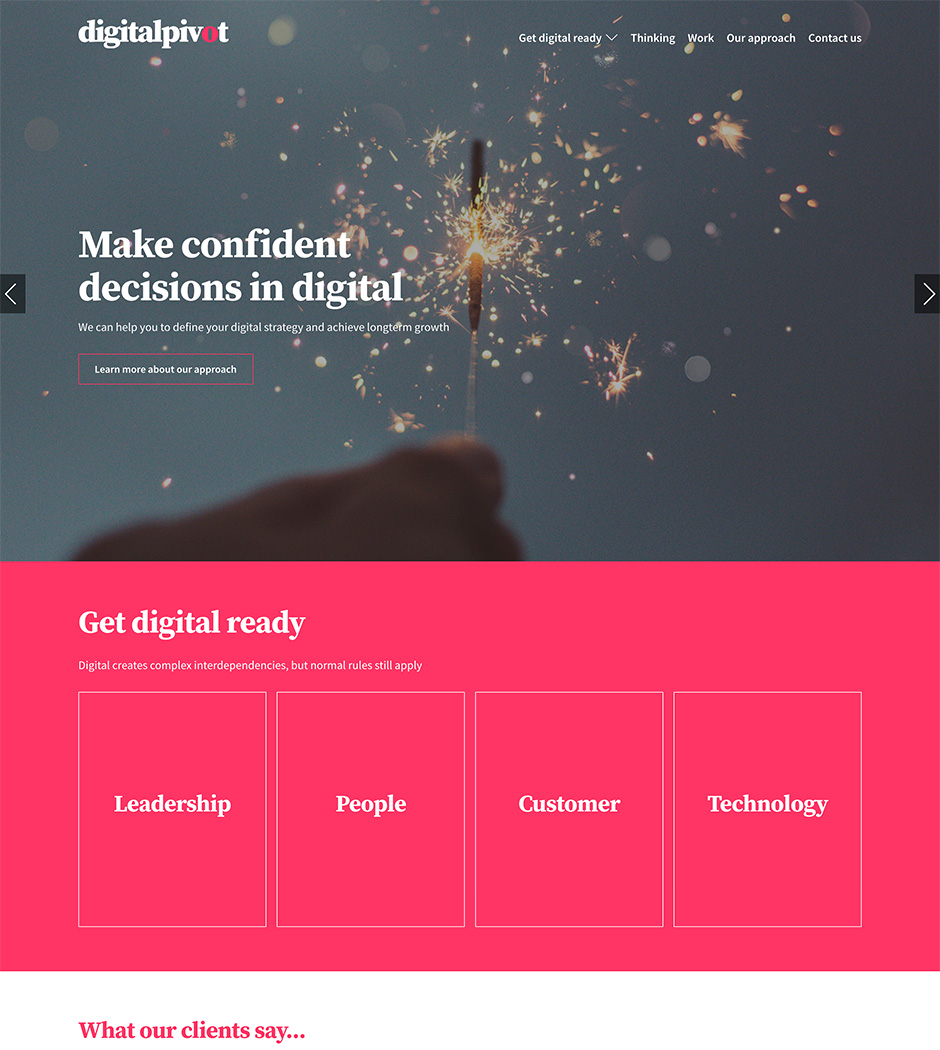 digitalpivot
Get digital ready
Thinking
Work
Our approach
Contact us
Make confident
decisions in digital
We can help you to define your digital strategy and achieve longterm growth
Learn more about our approach
Get digital ready
Digital creates complex interdependencies, but normal rules still apply
Leadership
People
Customer
Technology
What our clients say...